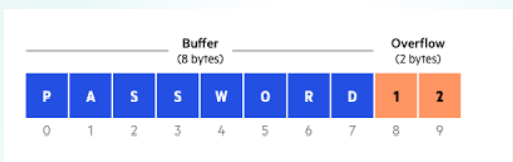 Buffer Overflow
(8 bytes) (2 bytes)
P A S S W O R D 1 2
0 1 2 3 4 5 6 7 8 9